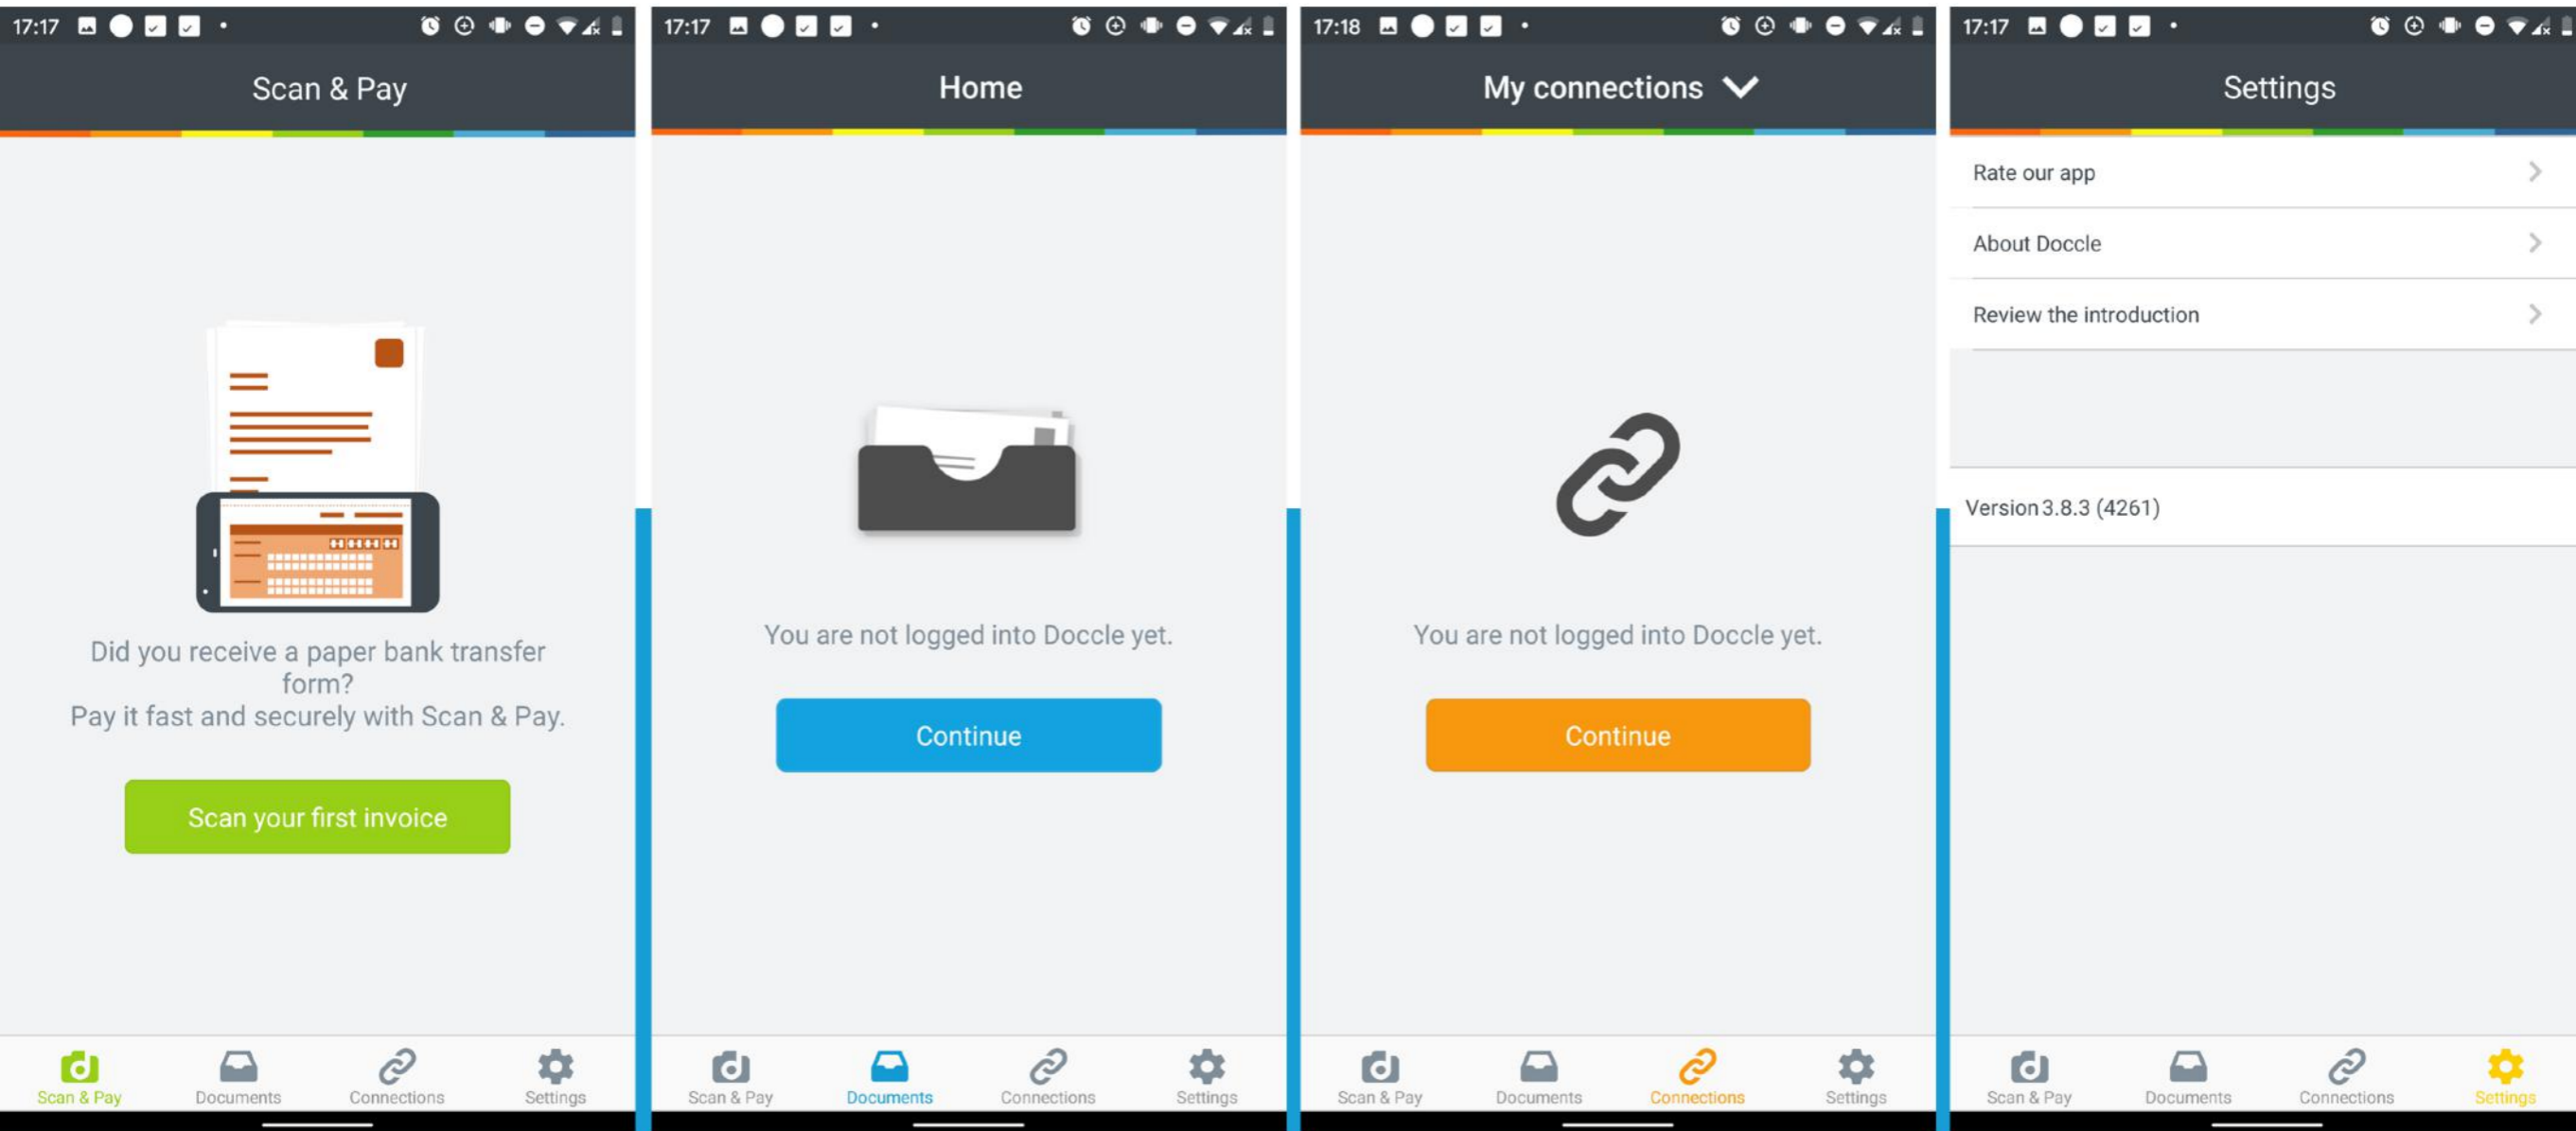 17:17
Scan & Pay
Did you receive a paper bank transfer
form?
Pay it fast and securely with Scan & Pay.
Scan your first invoice
Scan & Pay
Documents
Connections
Settings
17:17
Home
You are not logged into Doccle yet.
Continue
Scan & Pay
Documents
Connections
Settings
17:18
My connections
You are not logged into Doccle yet.
Continue
Scan & Pay
Documents
Connections
Settings
17:17
Settings
Rate our app
About Doccle
Review the introduction
Version 3.8.3 (4261)
Scan & Pay
Documents
Connections
Settings